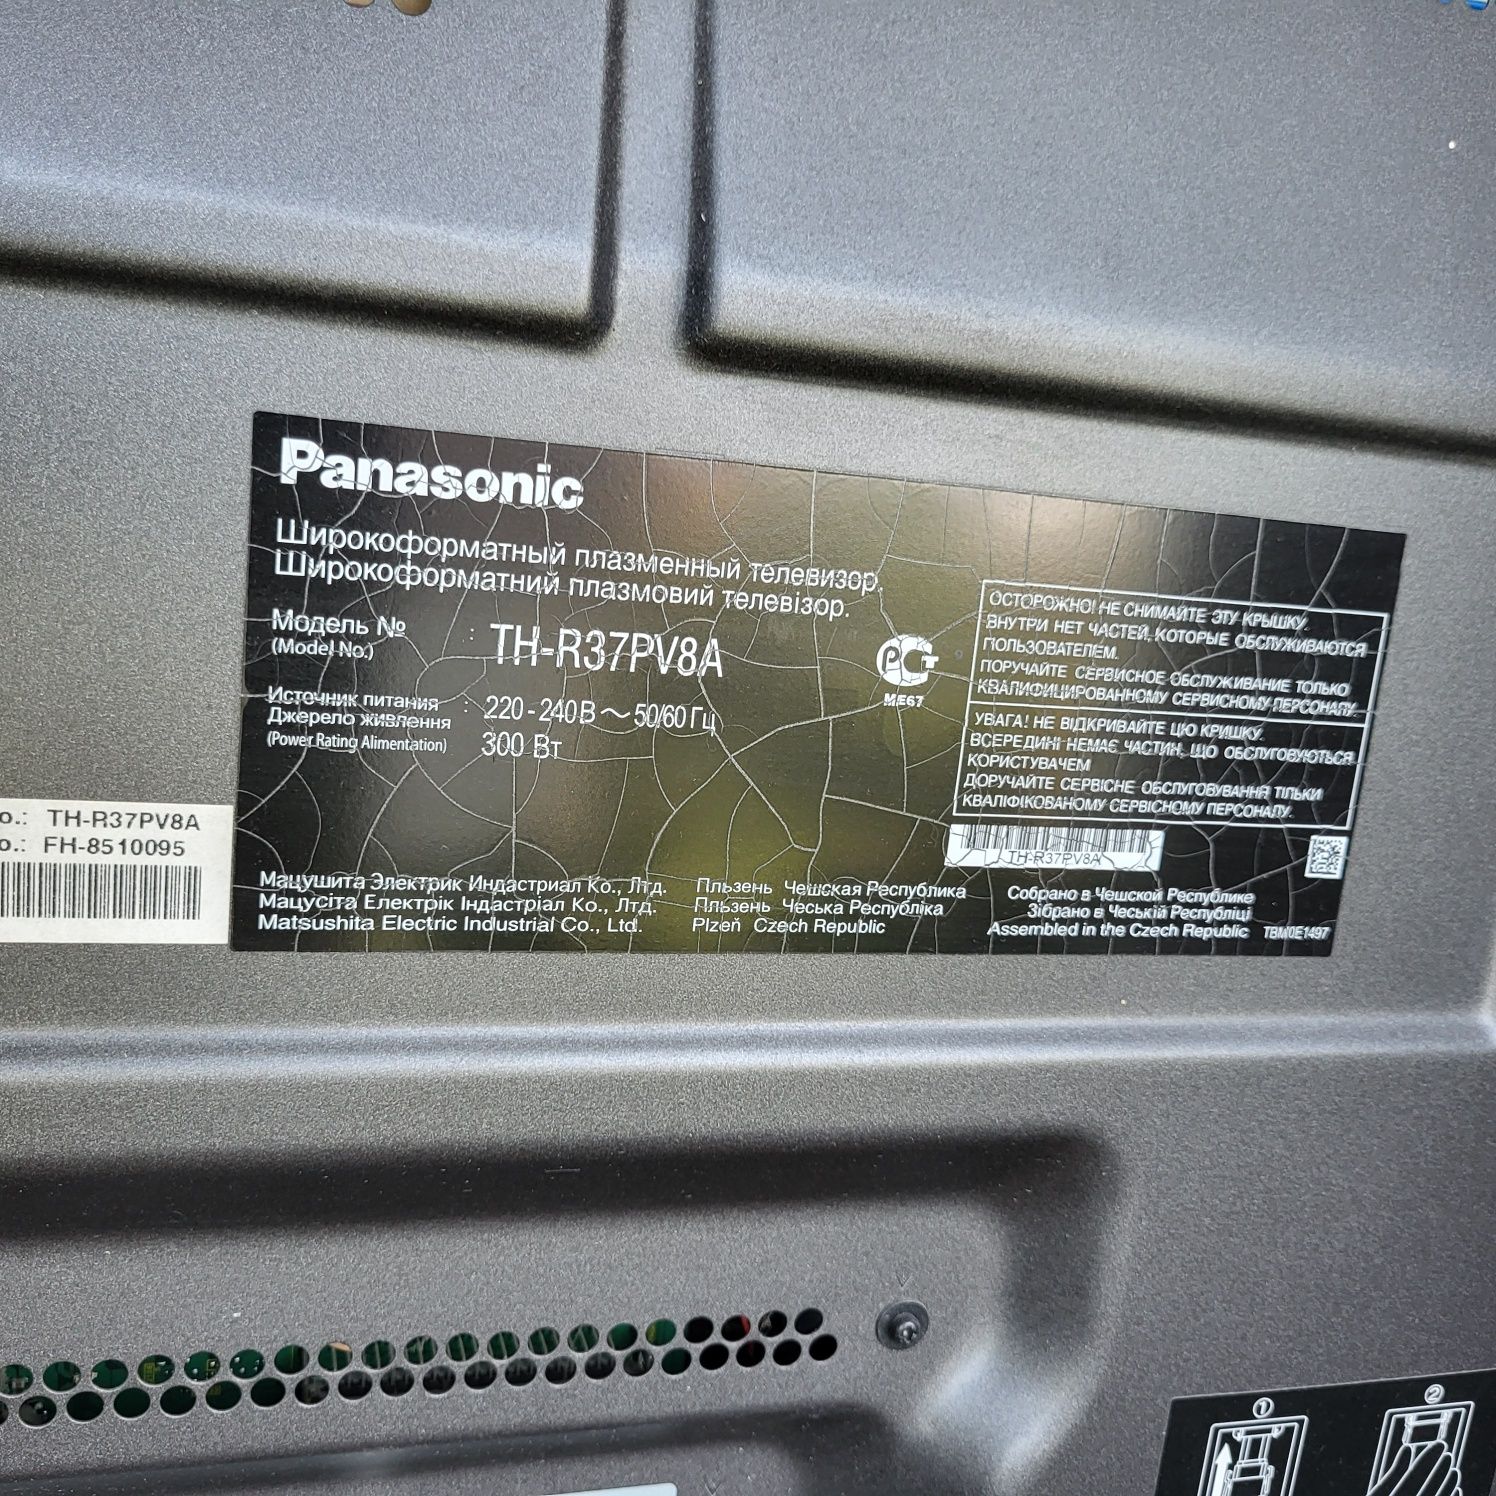 Panasonic
Широкоформатный плазменный телевизор.
Широкоформатний плазмовий телевізор.
Модель № : TH-R37PV8A
(Model No.)
Источник питания : 220 - 240В ~ 50/60 Гц
Джерело живлення
(Power Rating Alimentation) 300 Вт
РСТ
ME67
ОСТОРОЖНО! НЕ СНИМАЙТЕ ЭТУ КРЫШКУ.
ВНУТРИ НЕТ ЧАСТЕЙ, КОТОРЫЕ ОБСЛУЖИВАЮТСЯ
ПОЛЬЗОВАТЕЛЕМ.
ПОРУЧАЙТЕ СЕРВИСНОЕ ОБСЛУЖИВАНИЕ ТОЛЬКО
КВАЛИФИЦИРОВАННОМУ СЕРВИСНОМУ ПЕРСОНАЛУ.
УВАГА! НЕ ВІДКРИВАЙТЕ ЦЮ КРИШКУ.
ВСЕРЕДИНІ НЕМАЄ ЧАСТИН, ЩО ОБСЛУГОВУЮТЬСЯ
КОРИСТУВАЧЕМ
ДОРУЧАЙТЕ СЕРВІСНЕ ОБСЛУГОВУВАННЯ ТІЛЬКИ
КВАЛІФІКОВАНОМУ СЕРВІСНОМУ ПЕРСОНАЛУ.
TH-R37PV8A
o.: TH-R37PV8A
o.: FH-8510095
Мацушита Электрик Индастриал Ко., Лтд. Пльзень Чешская Республика
Мацусіта Електрік Індастріал Ко., Лтд. Пльзень Чеська Республіка
Matsushita Electric Industrial Co., Ltd. Plzeň Czech Republic
Собрано в Чешской Республике
Зібрано в Чеській Республіці
Assembled in the Czech Republic TBM0E1497
1
2